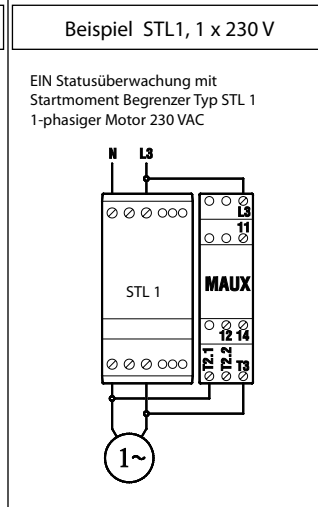 Beispiel STL1, 1 x 230 V
EIN Statusüberwachung mit
Startmoment Begrenzer Typ STL 1
1-phasiger Motor 230 VAC
N L3
L3
11
STL 1
MAUX
12 14
T2.1 T2.2 T3
1~